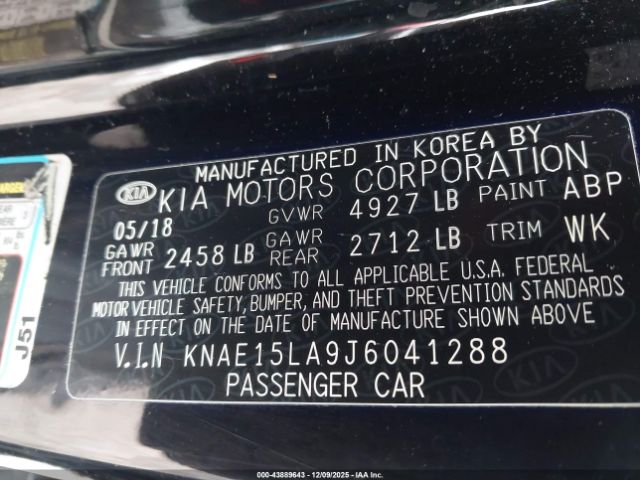 MANUFACTURED IN KOREA BY
KIA KIA MOTORS CORPORATION
05/18 GVWR 4927 LB PAINT ABP
GAWR FRONT 2458 LB GAWR REAR 2712 LB TRIM WK
THIS VEHICLE CONFORMS TO ALL APPLICABLE U.S.A. FEDERAL
MOTOR VEHICLE SAFETY, BUMPER, AND THEFT PREVENTION STANDARDS
IN EFFECT ON THE DATE OF MANUFACTURE SHOWN ABOVE
V.I.N KNAE15LA9J6041288
PASSENGER CAR
J51
000-43889643 - 12/09/2025 - IAA, Inc.